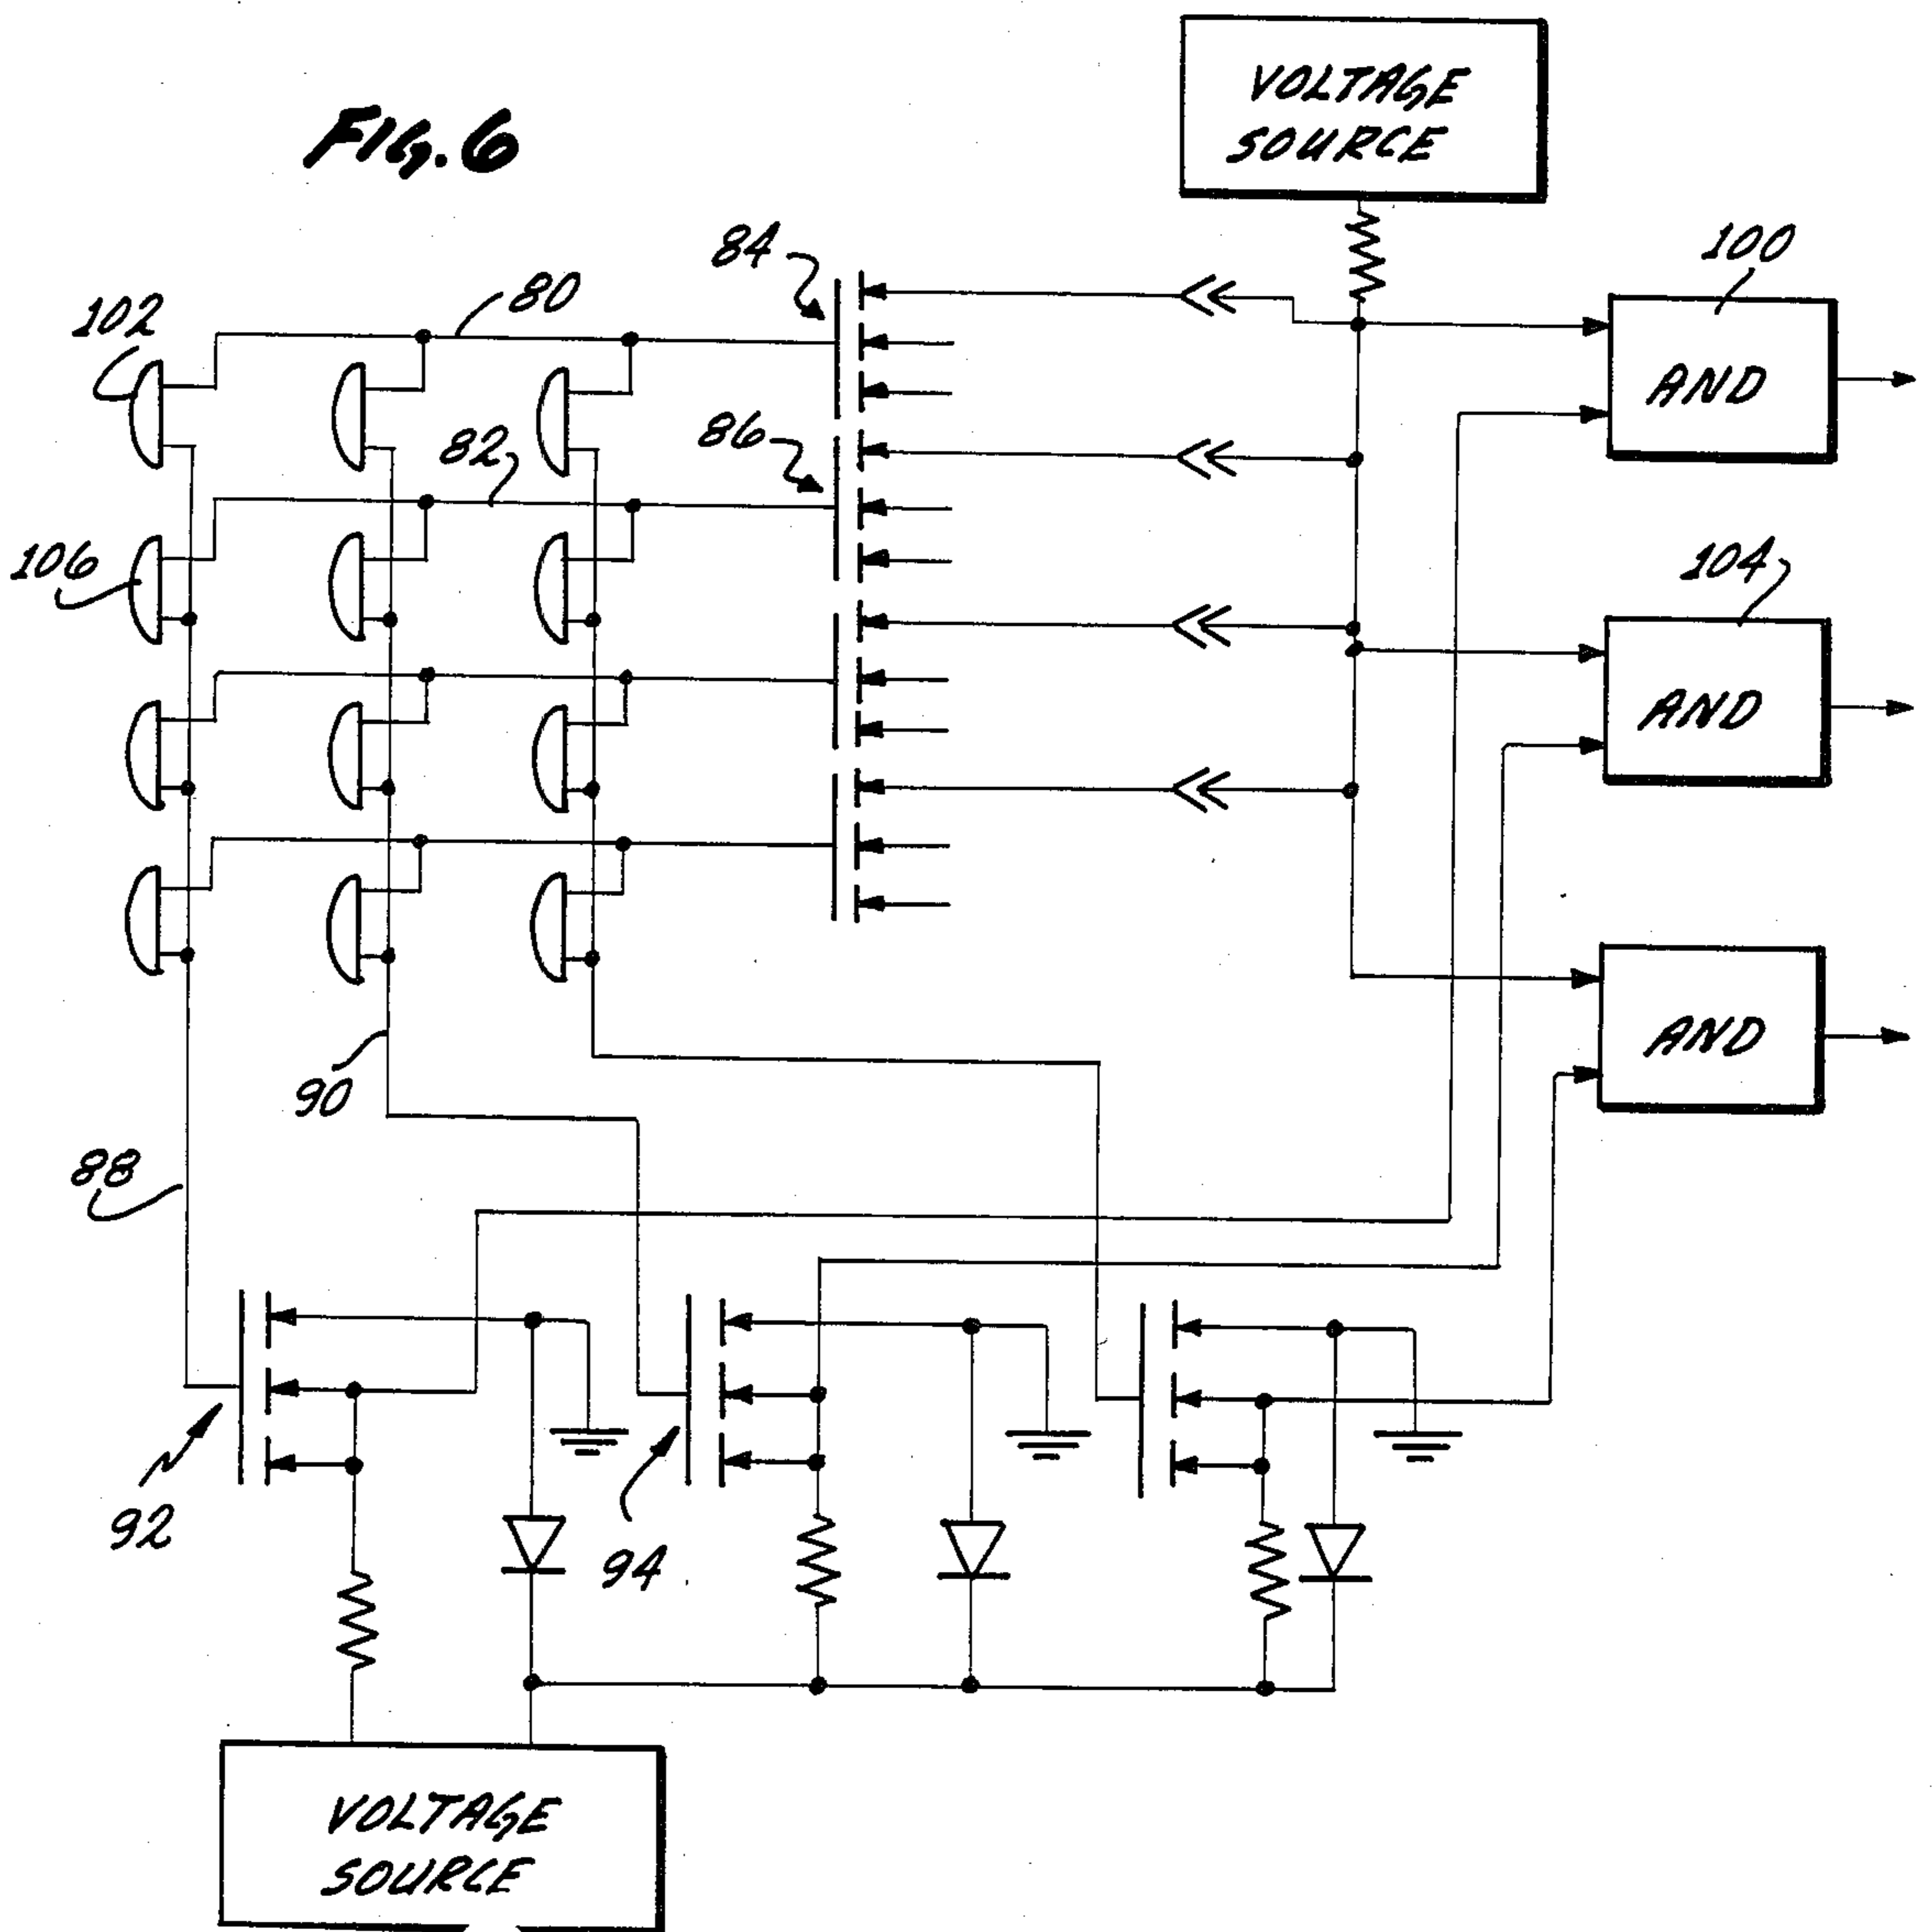 FIG. 6
VOLTAGE
SOURCE
84
100
80
102
AND
86
82
106
104
AND
AND
90
88
92
94
VOLTAGE
SOURCE